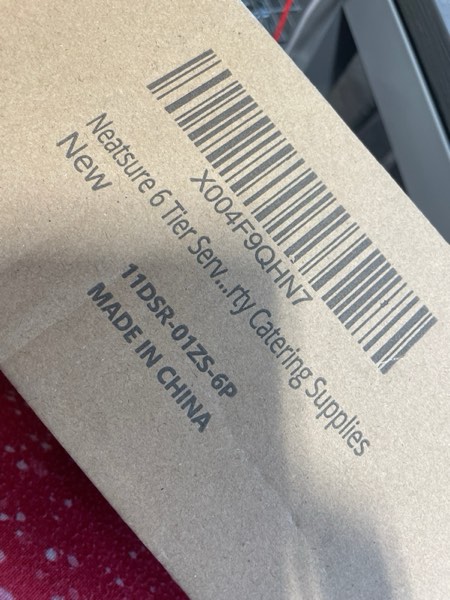 X004F9QHN7
Neatsure 6 Tier Serv...rty Catering Supplies
New
11DSR-01ZS-6P
MADE IN CHINA